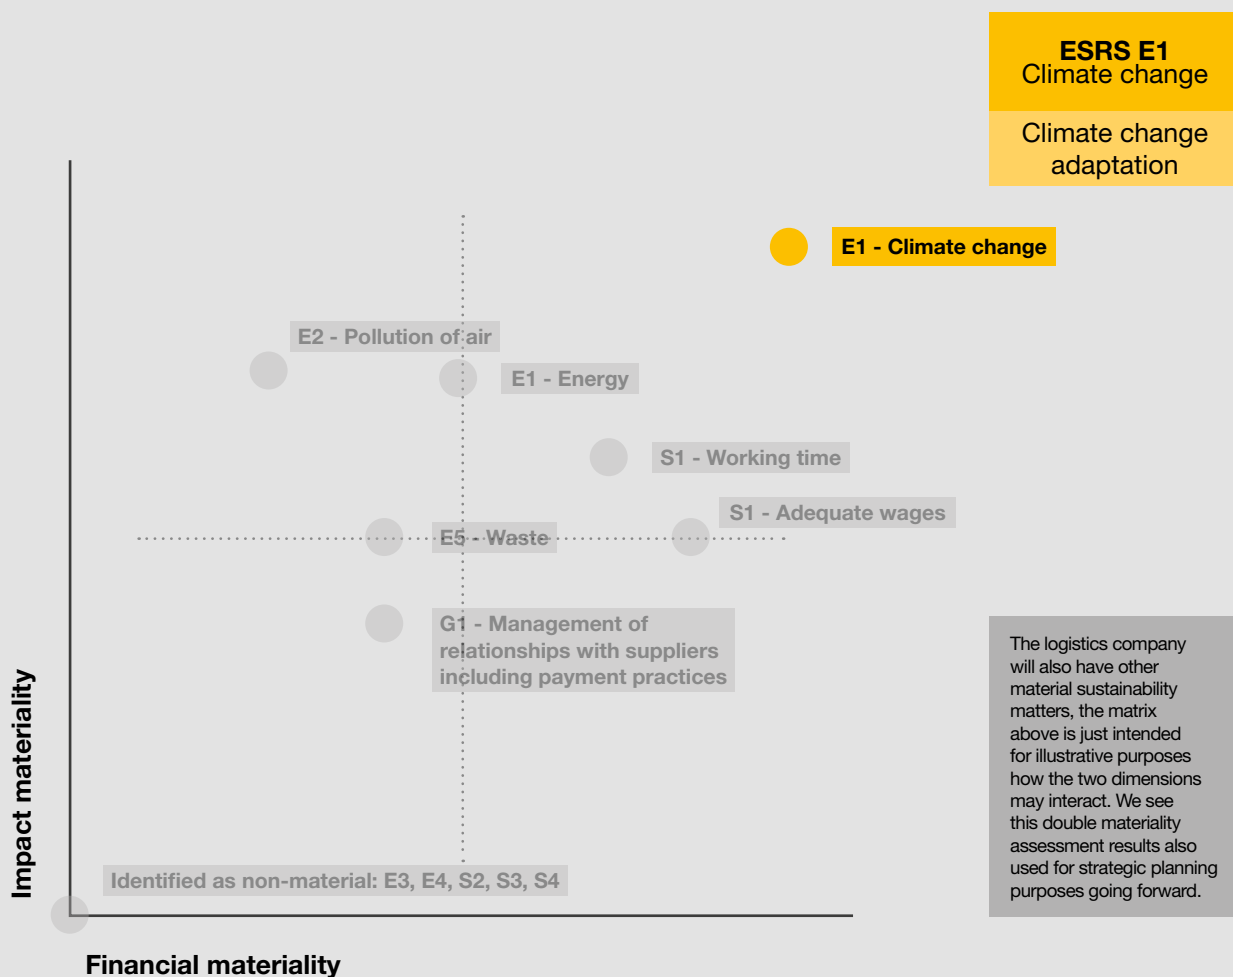 ESRS E1
Climate change
Climate change
adaptation
E1 - Climate change
E2 - Pollution of air
E1 - Energy
S1 - Working time
S1 - Adequate wages
E5 - Waste
G1 - Management of
relationships with suppliers
including payment practices
The logistics company
will also have other
material sustainability
matters, the matrix
above is just intended
for illustrative purposes
how the two dimensions
may interact. We see
this double materiality
assessment results also
used for strategic planning
purposes going forward.
Impact materiality
Identified as non-material: E3, E4, S2, S3, S4
Financial materiality